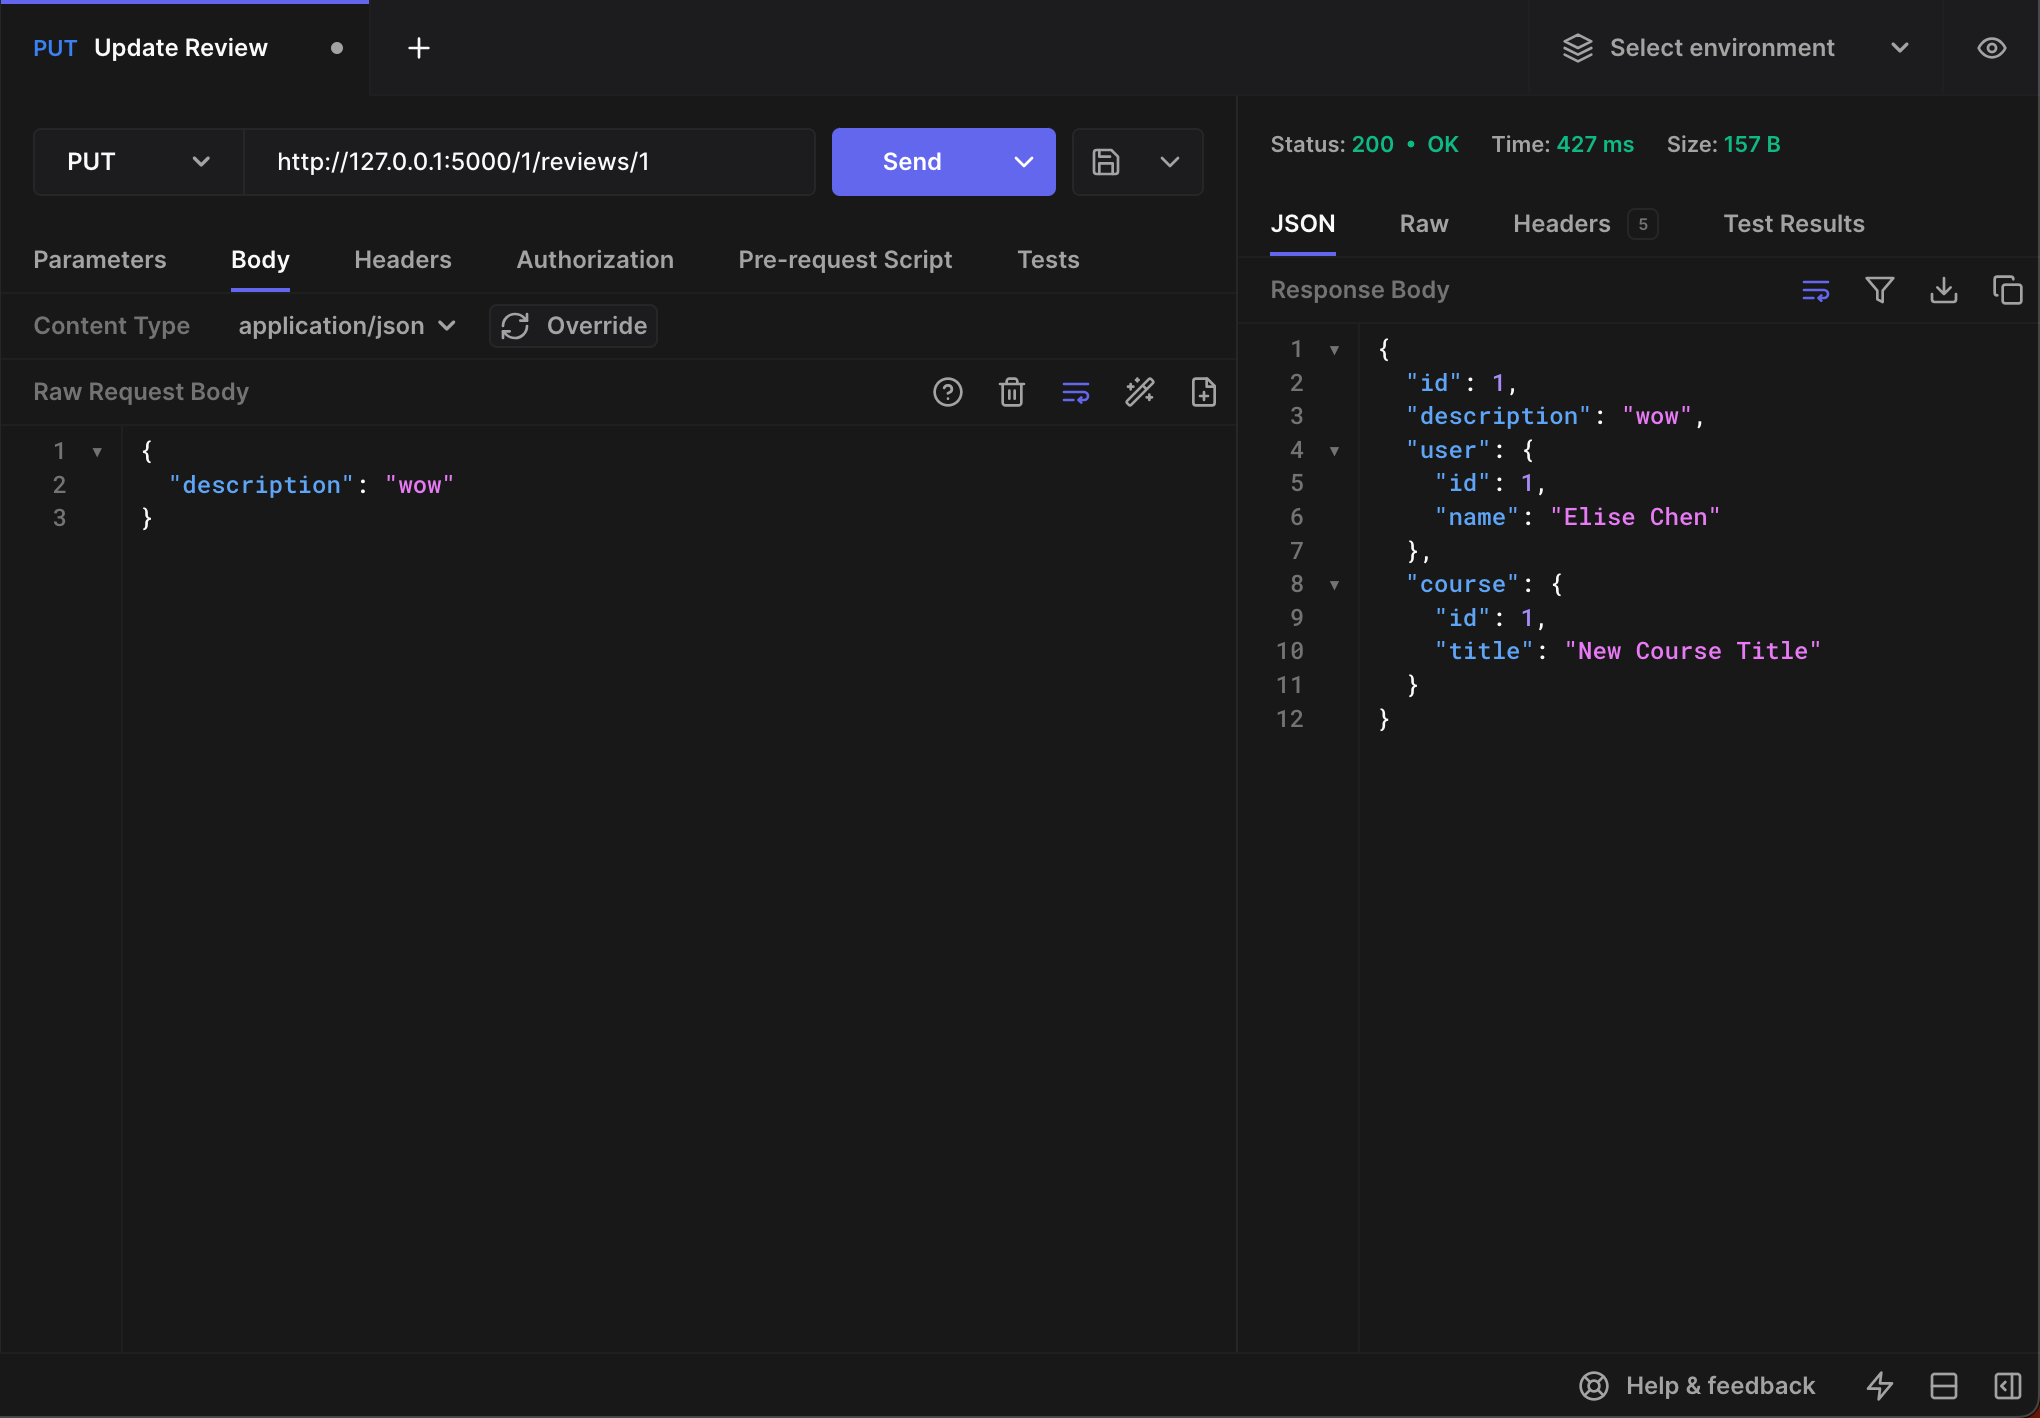 PUT Update Review
Select environment
PUT http://127.0.0.1:5000/1/reviews/1 Send
Parameters Body Headers Authorization Pre-request Script Tests
Content Type application/json Override
Raw Request Body
1 {
2 "description": "wow"
3 }
Status: 200 • OK Time: 427 ms Size: 157 B
JSON Raw Headers 5 Test Results
Response Body
1 {
2 "id": 1,
3 "description": "wow",
4 "user": {
5 "id": 1,
6 "name": "Elise Chen"
7 },
8 "course": {
9 "id": 1,
10 "title": "New Course Title"
11 }
12 }
Help & feedback